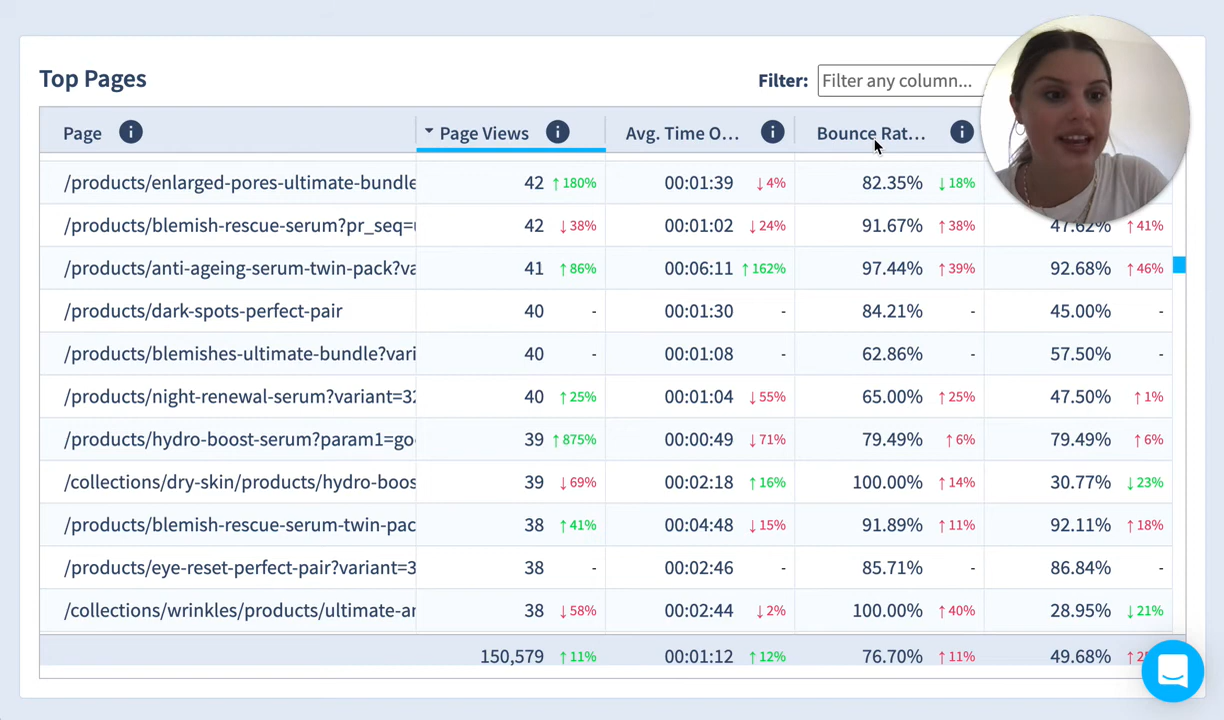 Top Pages Filter: Filter any column...
Page i Page Views i Avg. Time O... i Bounce Rat... i
/products/enlarged-pores-ultimate-bundle 42 ↑180% 00:01:39 ↓4% 82.35% ↓18%
/products/blemish-rescue-serum?pr_seq= 42 ↓38% 00:01:02 ↓24% 91.67% ↑38% 47.62% ↑41%
/products/anti-ageing-serum-twin-pack?va 41 ↑86% 00:06:11 ↑162% 97.44% ↑39% 92.68% ↑46%
/products/dark-spots-perfect-pair 40 - 00:01:30 - 84.21% - 45.00% -
/products/blemishes-ultimate-bundle?vari 40 - 00:01:08 - 62.86% - 57.50% -
/products/night-renewal-serum?variant=32 40 ↑25% 00:01:04 ↓55% 65.00% ↑25% 47.50% ↑1%
/products/hydro-boost-serum?param1=go 39 ↑875% 00:00:49 ↓71% 79.49% ↑6% 79.49% ↑6%
/collections/dry-skin/products/hydro-boos 39 ↓69% 00:02:18 ↑16% 100.00% ↑14% 30.77% ↓23%
/products/blemish-rescue-serum-twin-pac 38 ↑41% 00:04:48 ↓15% 91.89% ↑11% 92.11% ↑18%
/products/eye-reset-perfect-pair?variant=3 38 - 00:02:46 - 85.71% - 86.84% -
/collections/wrinkles/products/ultimate-ar 38 ↓58% 00:02:44 ↓2% 100.00% ↑40% 28.95% ↓21%
150,579 ↑11% 00:01:12 ↑12% 76.70% ↑11% 49.68%